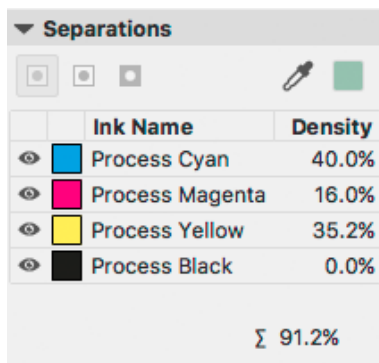 Separations
Ink Name Density
Process Cyan 40.0%
Process Magenta 16.0%
Process Yellow 35.2%
Process Black 0.0%
Σ 91.2%